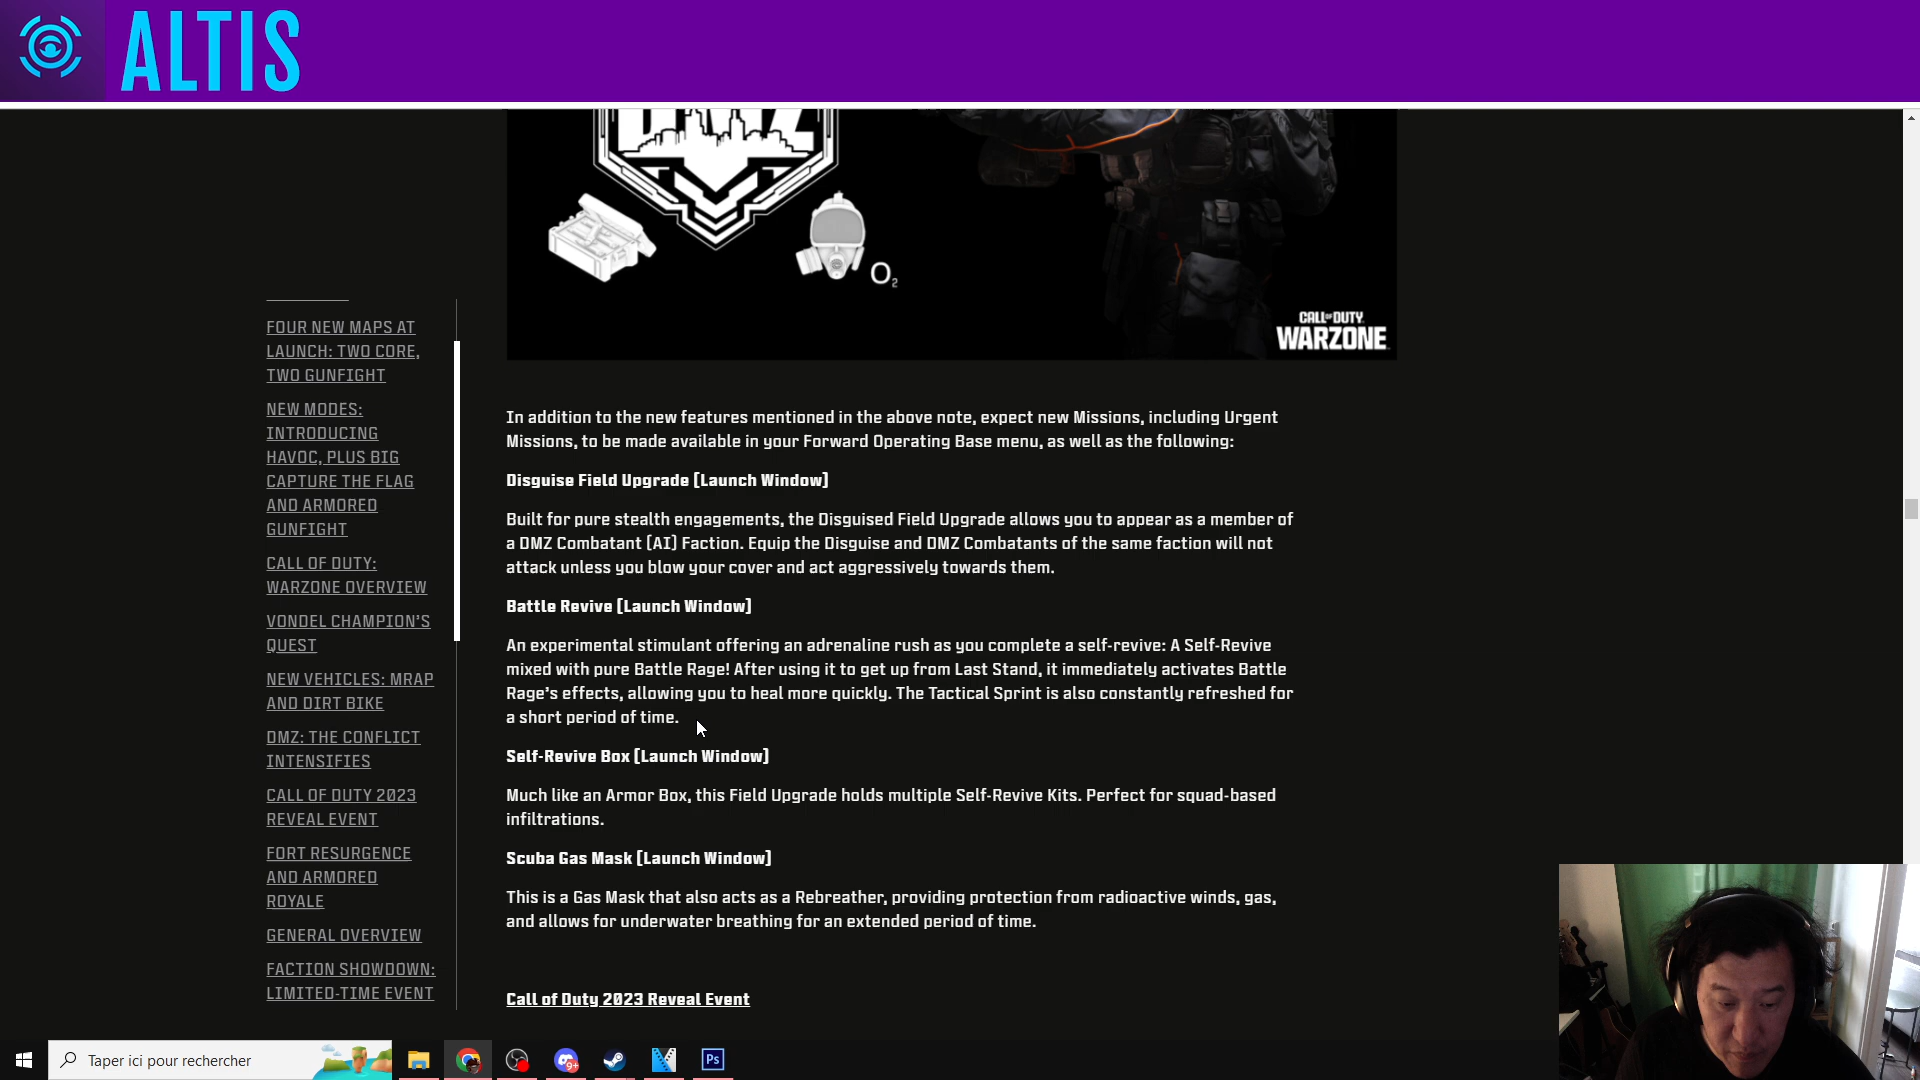 ALTIS
DMZ
O2
CALL OF DUTY
WARZONE
FOUR NEW MAPS AT
LAUNCH: TWO CORE,
TWO GUNFIGHT
NEW MODES:
INTRODUCING
HAVOC, PLUS BIG
CAPTURE THE FLAG
AND ARMORED
GUNFIGHT
CALL OF DUTY:
WARZONE OVERVIEW
VONDEL CHAMPION'S
QUEST
NEW VEHICLES: MRAP
AND DIRT BIKE
DMZ: THE CONFLICT
INTENSIFIES
CALL OF DUTY 2023
REVEAL EVENT
FORT RESURGENCE
AND ARMORED
ROYALE
GENERAL OVERVIEW
FACTION SHOWDOWN:
LIMITED-TIME EVENT
In addition to the new features mentioned in the above note, expect new Missions, including Urgent
Missions, to be made available in your Forward Operating Base menu, as well as the following:
Disguise Field Upgrade [Launch Window]
Built for pure stealth engagements, the Disguised Field Upgrade allows you to appear as a member of
a DMZ Combatant (AI) Faction. Equip the Disguise and DMZ Combatants of the same faction will not
attack unless you blow your cover and act aggressively towards them.
Battle Revive [Launch Window]
An experimental stimulant offering an adrenaline rush as you complete a self-revive: A Self-Revive
mixed with pure Battle Rage! After using it to get up from Last Stand, it immediately activates Battle
Rage's effects, allowing you to heal more quickly. The Tactical Sprint is also constantly refreshed for
a short period of time.
Self-Revive Box [Launch Window]
Much like an Armor Box, this Field Upgrade holds multiple Self-Revive Kits. Perfect for squad-based
infiltrations.
Scuba Gas Mask [Launch Window]
This is a Gas Mask that also acts as a Rebreather, providing protection from radioactive winds, gas,
and allows for underwater breathing for an extended period of time.
Call of Duty 2023 Reveal Event
Taper ici pour rechercher
9+
Ps